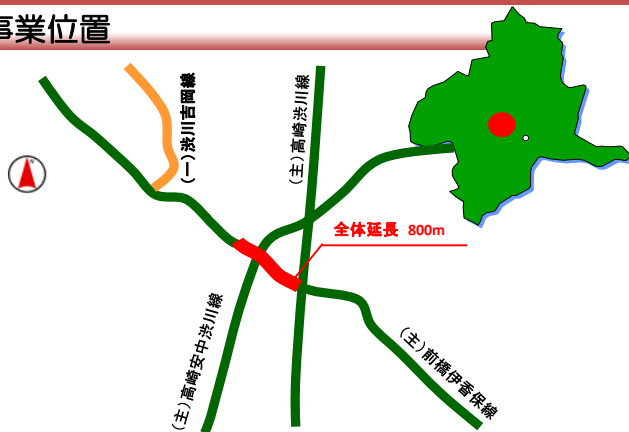 事業位置
(一)渋川吉岡線
(主)高崎渋川線
全体延長 800m
(主)高崎安中渋川線
(主)前橋伊香保線
N